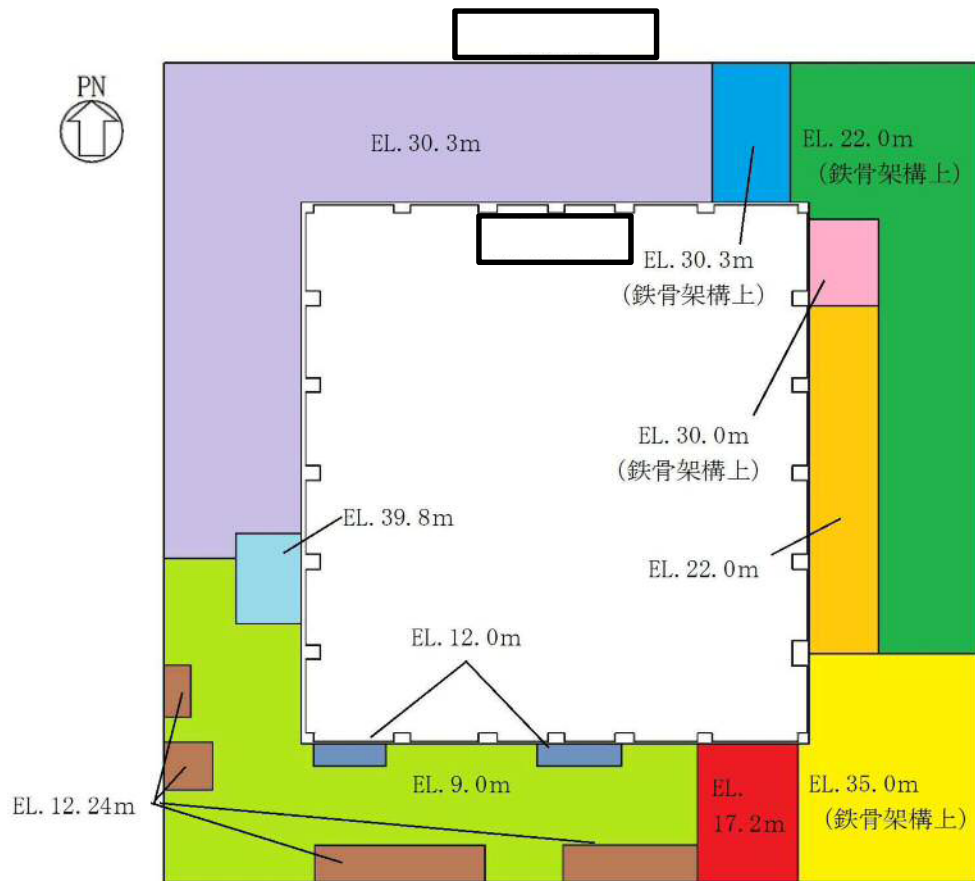 PN
EL. 30.3m
EL. 22.0m
(鉄骨架構上)
EL. 30.3m
(鉄骨架構上)
EL. 30.0m
(鉄骨架構上)
EL. 39.8m
EL. 22.0m
EL. 12.0m
EL. 12.24m
EL. 9.0m
EL.
17.2m
EL. 35.0m
(鉄骨架構上)